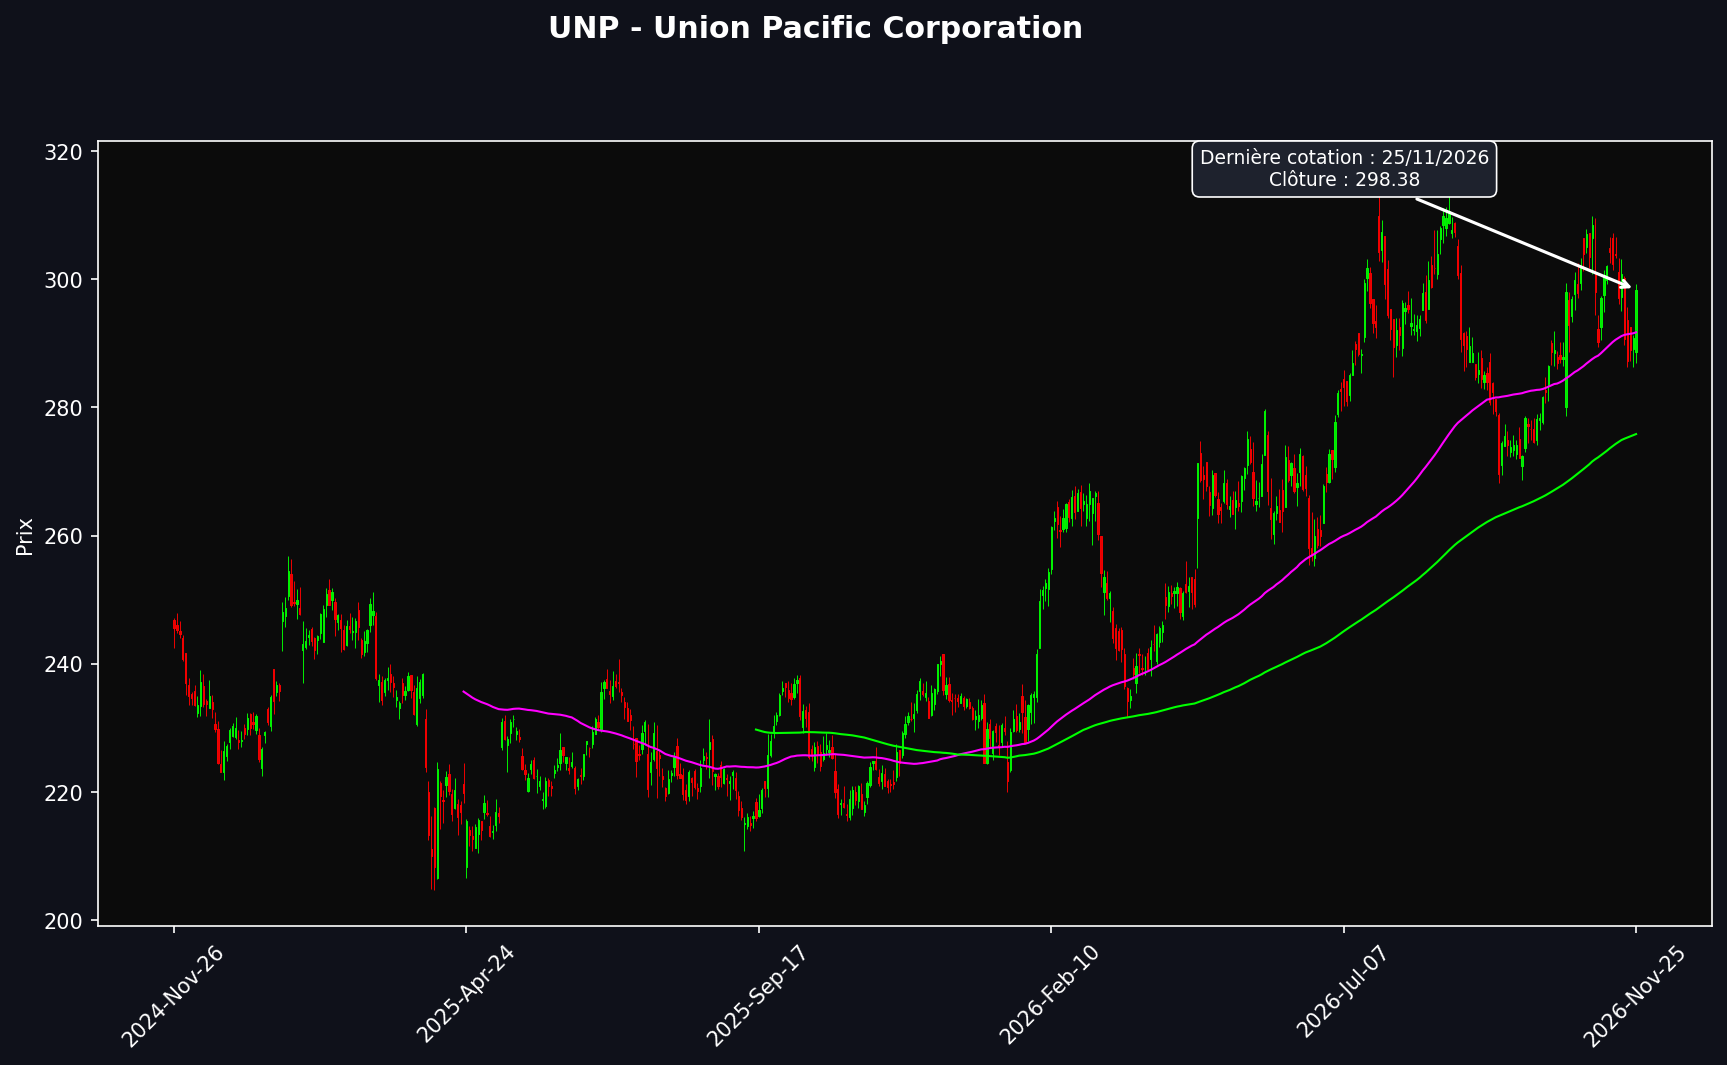 UNP - Union Pacific Corporation
Dernière cotation : 25/11/2026
Clôture : 298.38
Prix
320
300
280
260
240
220
200
2024-Nov-26
2025-Apr-24
2025-Sep-17
2026-Feb-10
2026-Jul-07
2026-Nov-25